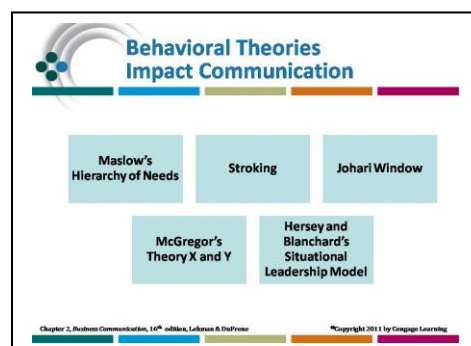 Behavioral Theories
Impact Communication
Maslow's
Hierarchy of Needs
Stroking
Johari Window
McGregor's
Theory X and Y
Hersey and
Blanchard's
Situational
Leadership Model
Chapter 2, Business Communication, 16th edition, Lehman & DuFrene
©Copyright 2011 by Cengage Learning